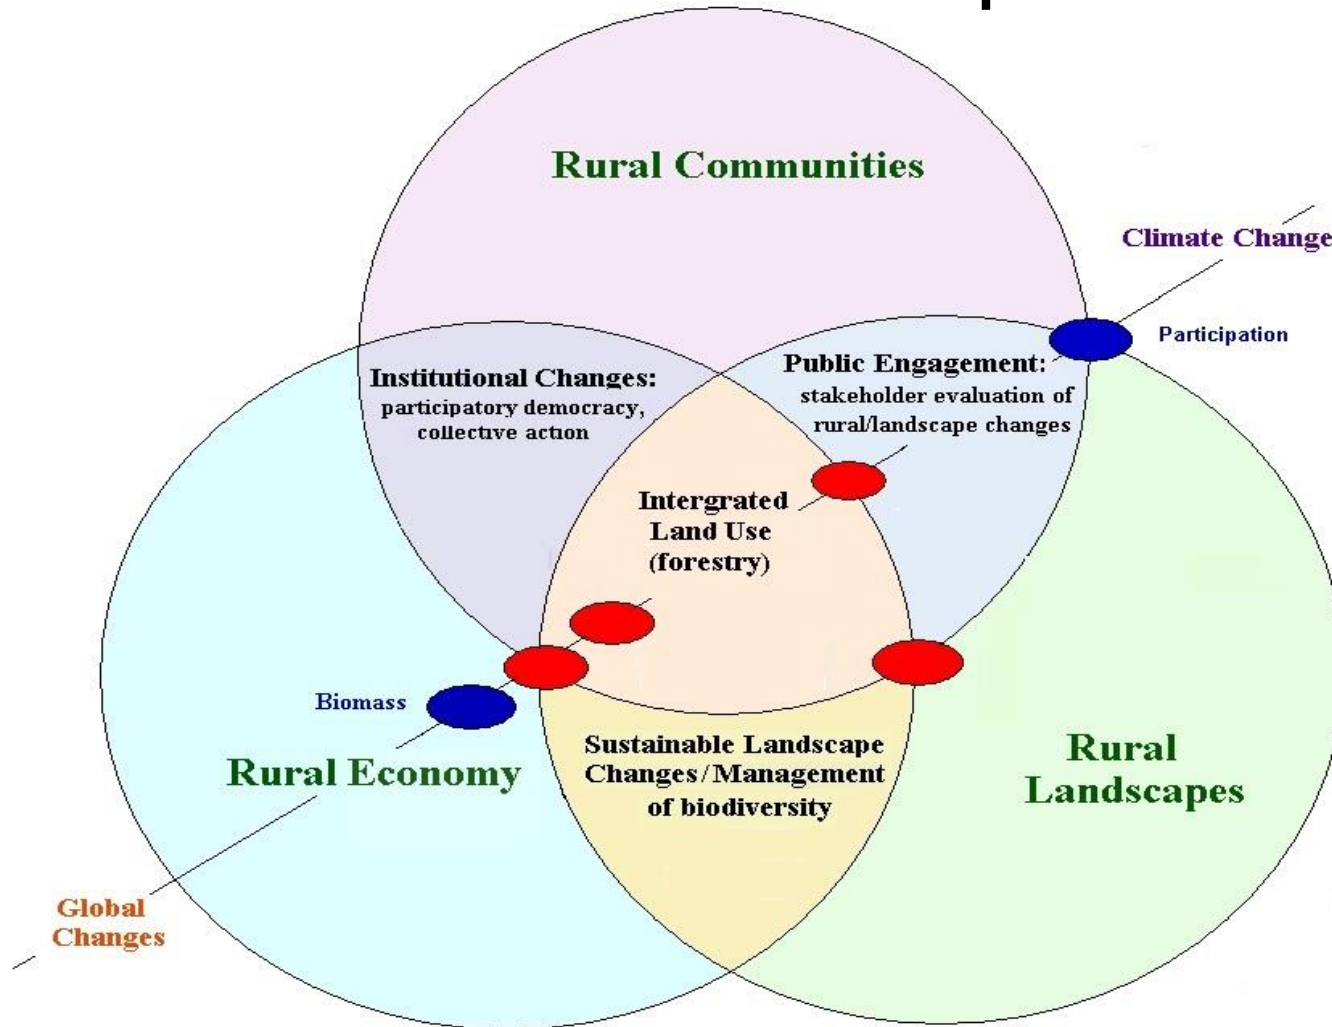 Rural Communities
Climate Change
Participation
Institutional Changes:
participatory democracy,
collective action
Public Engagement:
stakeholder evaluation of
rural/landscape changes
Intergrated
Land Use
(forestry)
Biomass
Rural Economy
Sustainable Landscape
Changes/Management
of biodiversity
Rural
Landscapes
Global
Changes